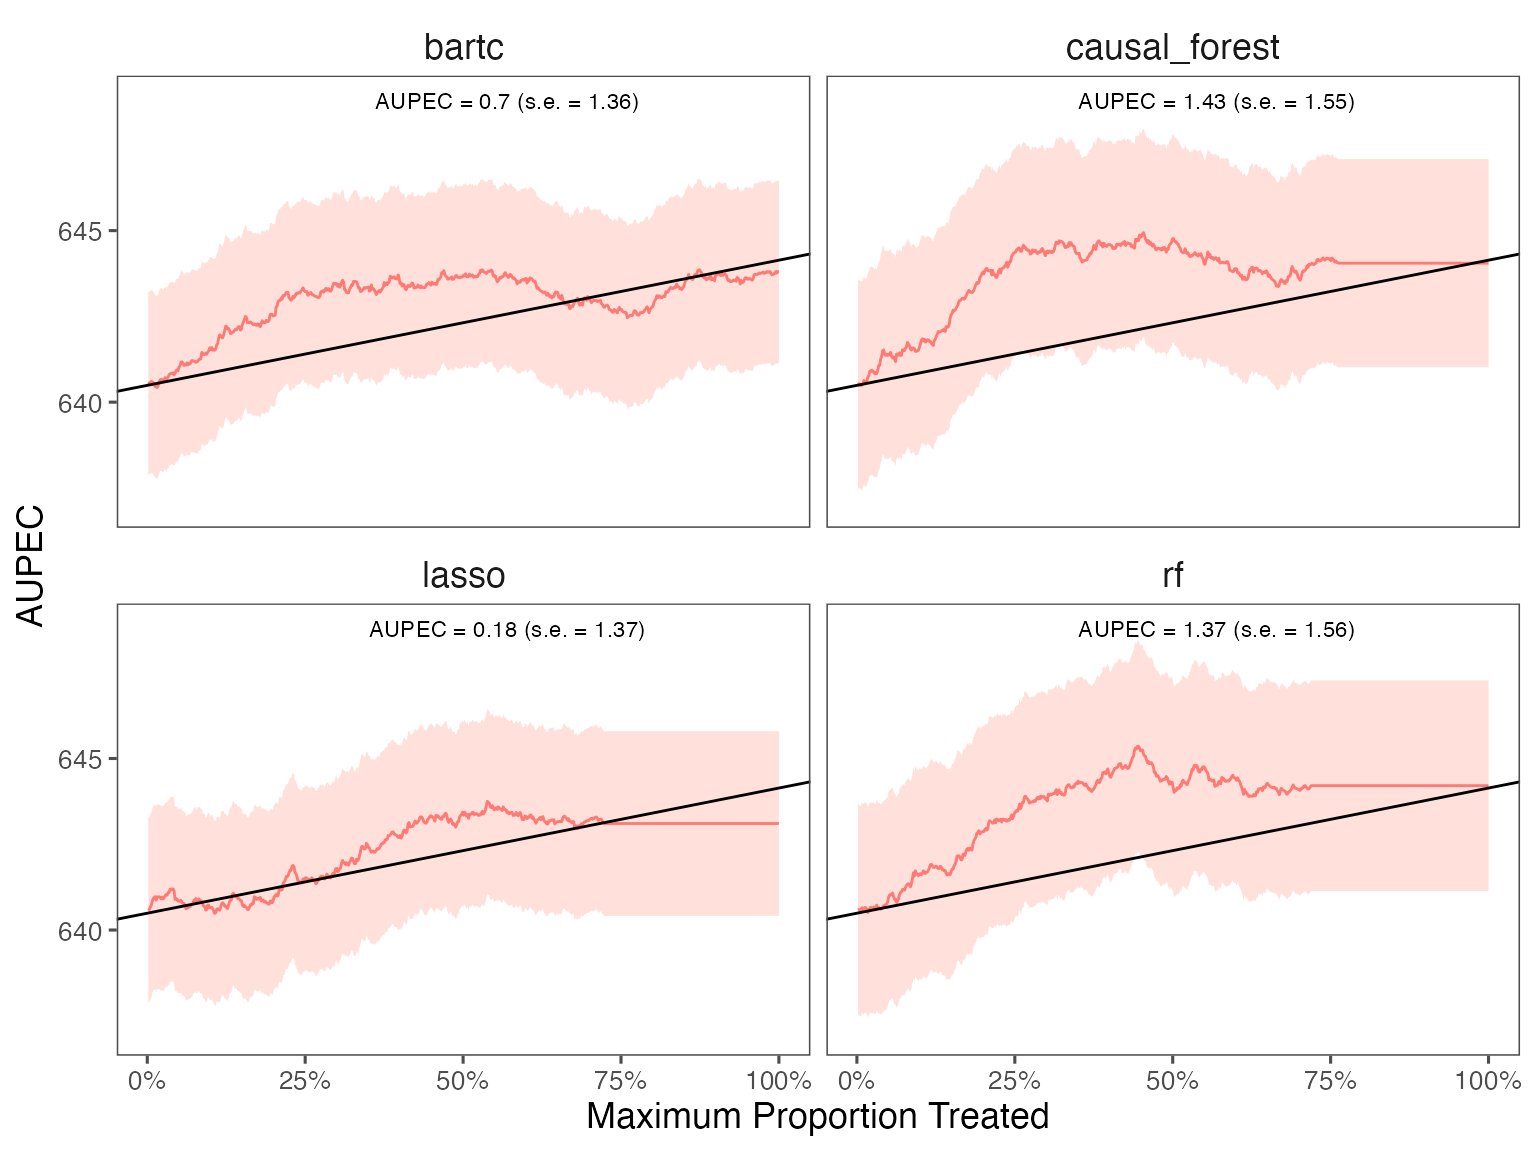 bartc
causal_forest
AUPEC = 0.7 (s.e. = 1.36)
AUPEC = 1.43 (s.e. = 1.55)
645
640
AUPEC
lasso
rf
AUPEC = 0.18 (s.e. = 1.37)
AUPEC = 1.37 (s.e. = 1.56)
645
640
0% 25% 50% 75% 100% 0% 25% 50% 75% 100%
Maximum Proportion Treated